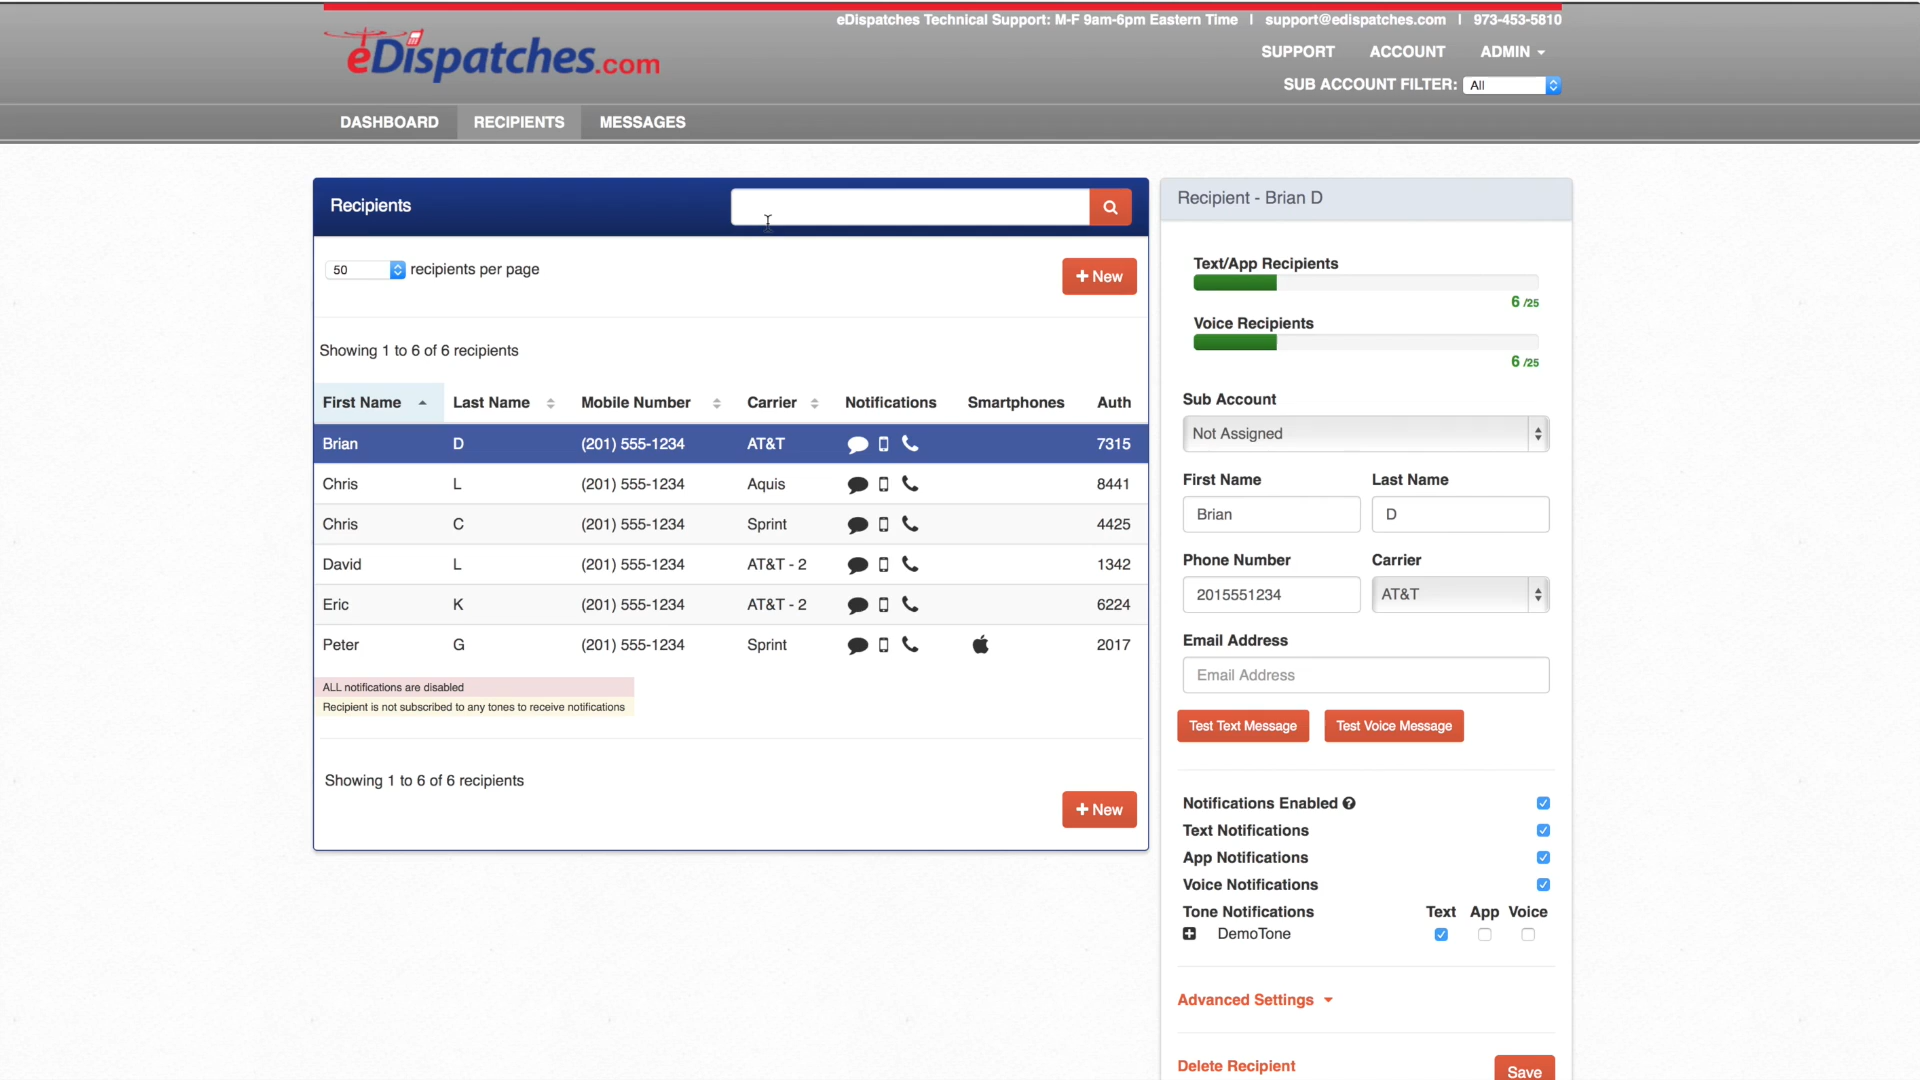 eDispatches Technical Support: M-F 9am-6pm Eastern Time | support@edispatches.com | 973-453-5810
eDispatches.com
SUPPORT ACCOUNT ADMIN
SUB ACCOUNT FILTER: All
DASHBOARD RECIPIENTS MESSAGES
Recipients
50 recipients per page
+ New
Showing 1 to 6 of 6 recipients
First Name Last Name Mobile Number Carrier Notifications Smartphones Auth
Brian D (201) 555-1234 AT&T 7315
Chris L (201) 555-1234 Aquis 8441
Chris C (201) 555-1234 Sprint 4425
David L (201) 555-1234 AT&T - 2 1342
Eric K (201) 555-1234 AT&T - 2 6224
Peter G (201) 555-1234 Sprint 2017
ALL notifications are disabled
Recipient is not subscribed to any tones to receive notifications
Showing 1 to 6 of 6 recipients
+ New
Recipient - Brian D
Text/App Recipients
6 /25
Voice Recipients
6 /25
Sub Account
Not Assigned
First Name Last Name
Brian D
Phone Number Carrier
2015551234 AT&T
Email Address
Email Address
Test Text Message Test Voice Message
Notifications Enabled ?
Text Notifications
App Notifications
Voice Notifications
Tone Notifications Text App Voice
DemoTone
Advanced Settings
Delete Recipient Save